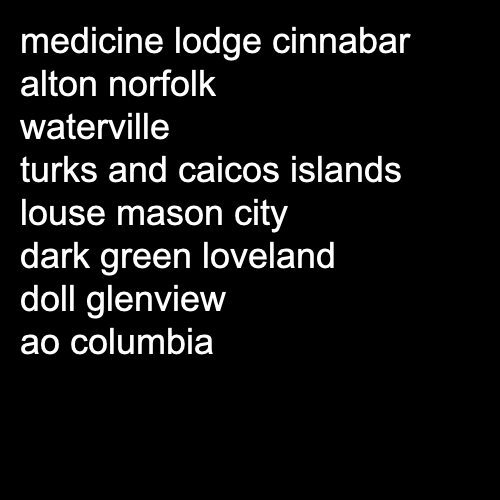 medicine lodge cinnabar
alton norfolk
waterville
turks and caicos islands
louse mason city
dark green loveland
doll glenview
ao columbia